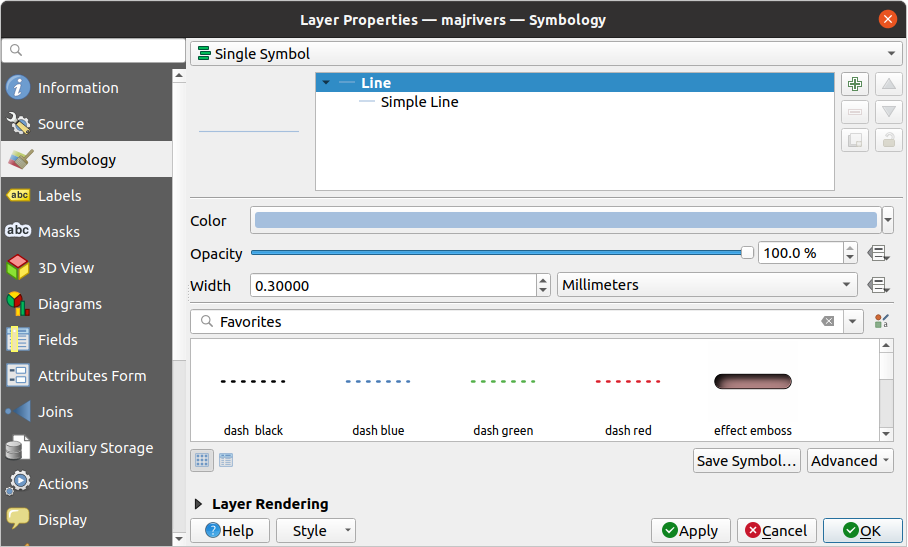 Layer Properties — majrivers — Symbology
Single Symbol
Information
Source
Symbology
abc Labels
abc Masks
3D View
Diagrams
Fields
Attributes Form
Joins
Auxiliary Storage
Actions
Display
Line
Simple Line
Color
Opacity
100.0 %
Width
0.30000
Millimeters
Favorites
dash  black
dash blue
dash green
dash red
effect emboss
Save Symbol…
Advanced
Layer Rendering
Help
Style
Apply
Cancel
OK